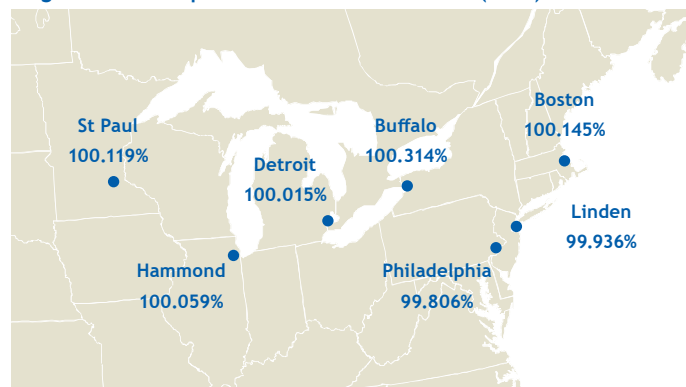 Boston
100.145%
St Paul
100.119%
Buffalo
100.314%
Detroit
100.015%
Linden
99.936%
Hammond
100.059%
Philadelphia
99.806%